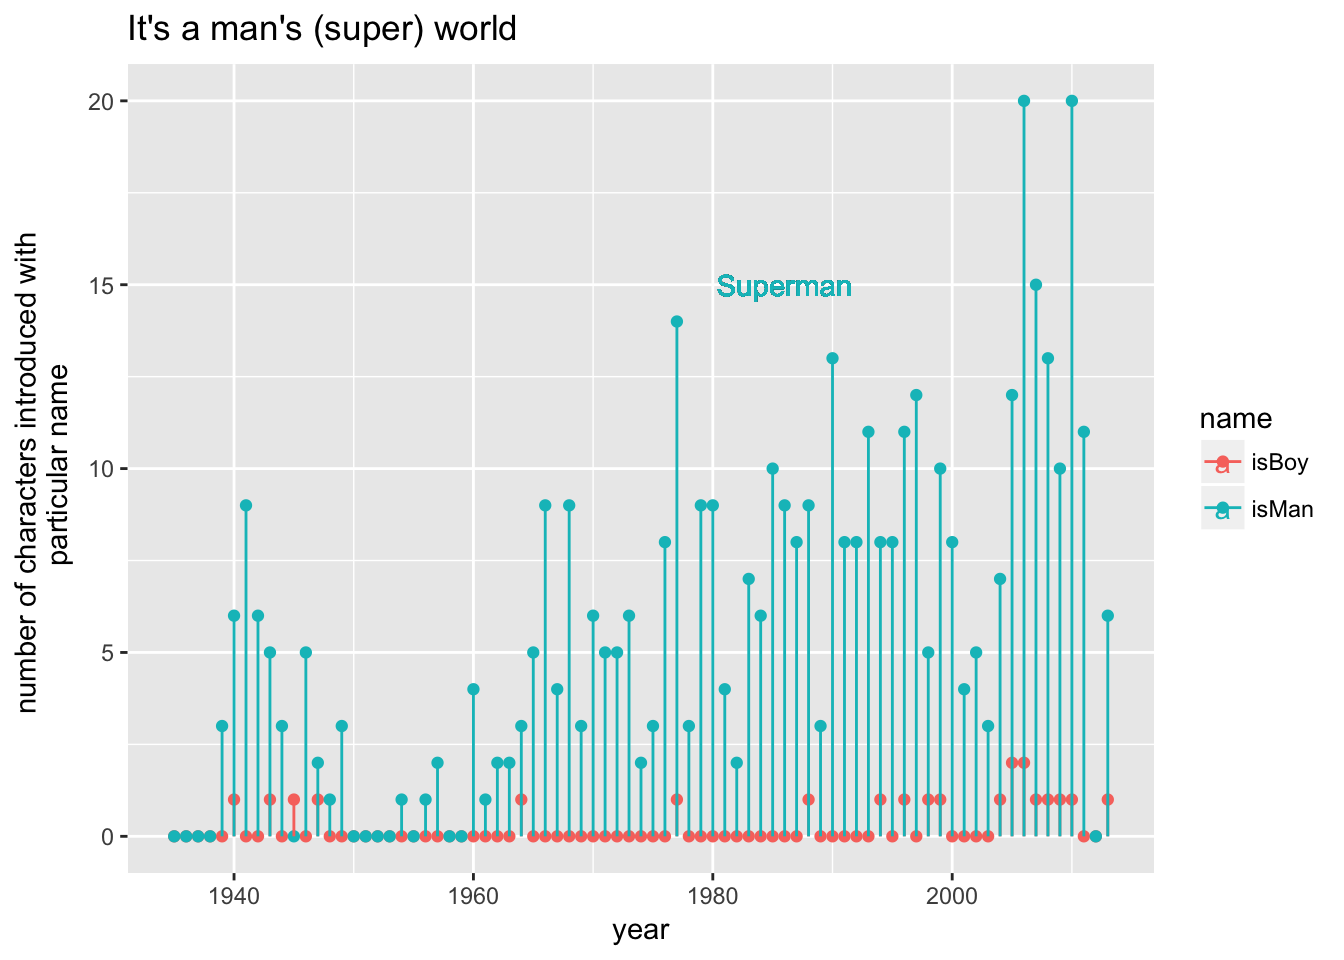 It's a man's (super) world
number of characters introduced with
particular name
20
15
10
5
0
Superman
1940
1960
1980
2000
year
name
a isBoy
a isMan